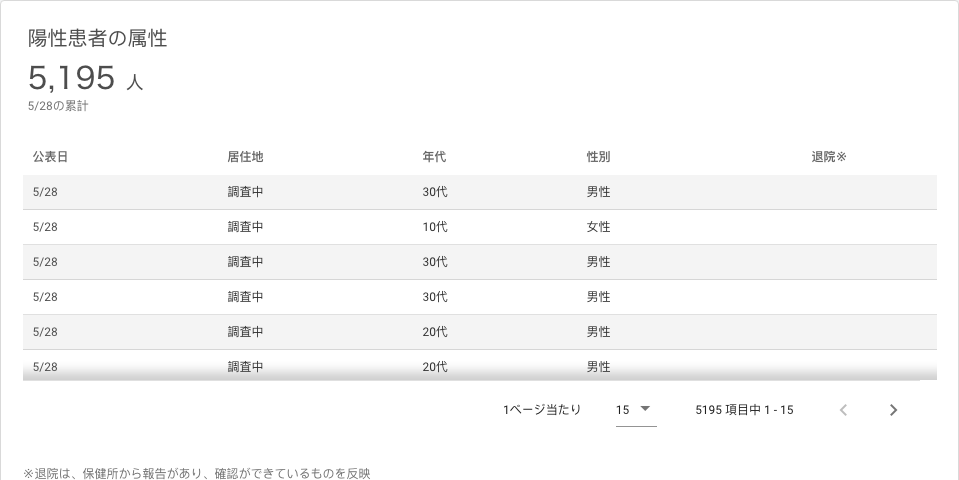 陽性患者の属性
5,195 人
5/28の累計
公表日 居住地 年代 性別 退院※
5/28 調査中 30代 男性
5/28 調査中 10代 女性
5/28 調査中 30代 男性
5/28 調査中 30代 男性
5/28 調査中 20代 男性
5/28 調査中 20代 男性
1ページ当たり 15 5195 項目中 1 - 15
※退院は、保健所から報告があり、確認ができているものを反映